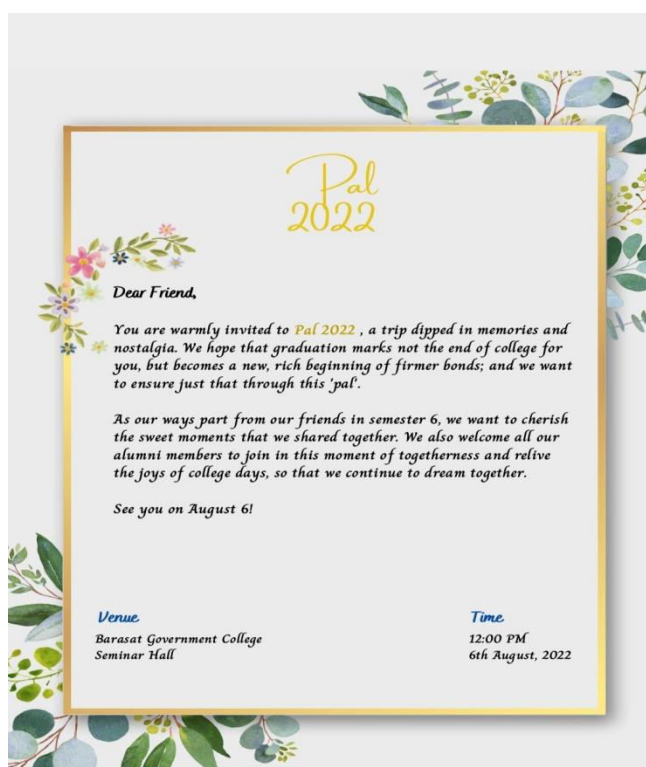 Pal
2022
Dear Friend,
You are warmly invited to Pal 2022 , a trip dipped in memories and
nostalgia. We hope that graduation marks not the end of college for
you, but becomes a new, rich beginning of firmer bonds; and we want
to ensure just that through this 'pal'.
As our ways part from our friends in semester 6, we want to cherish
the sweet moments that we shared together. We also welcome all our
alumni members to join in this moment of togetherness and relive
the joys of college days, so that we continue to dream together.
See you on August 6!
Venue
Barasat Government College
Seminar Hall
Time
12:00 PM
6th August, 2022